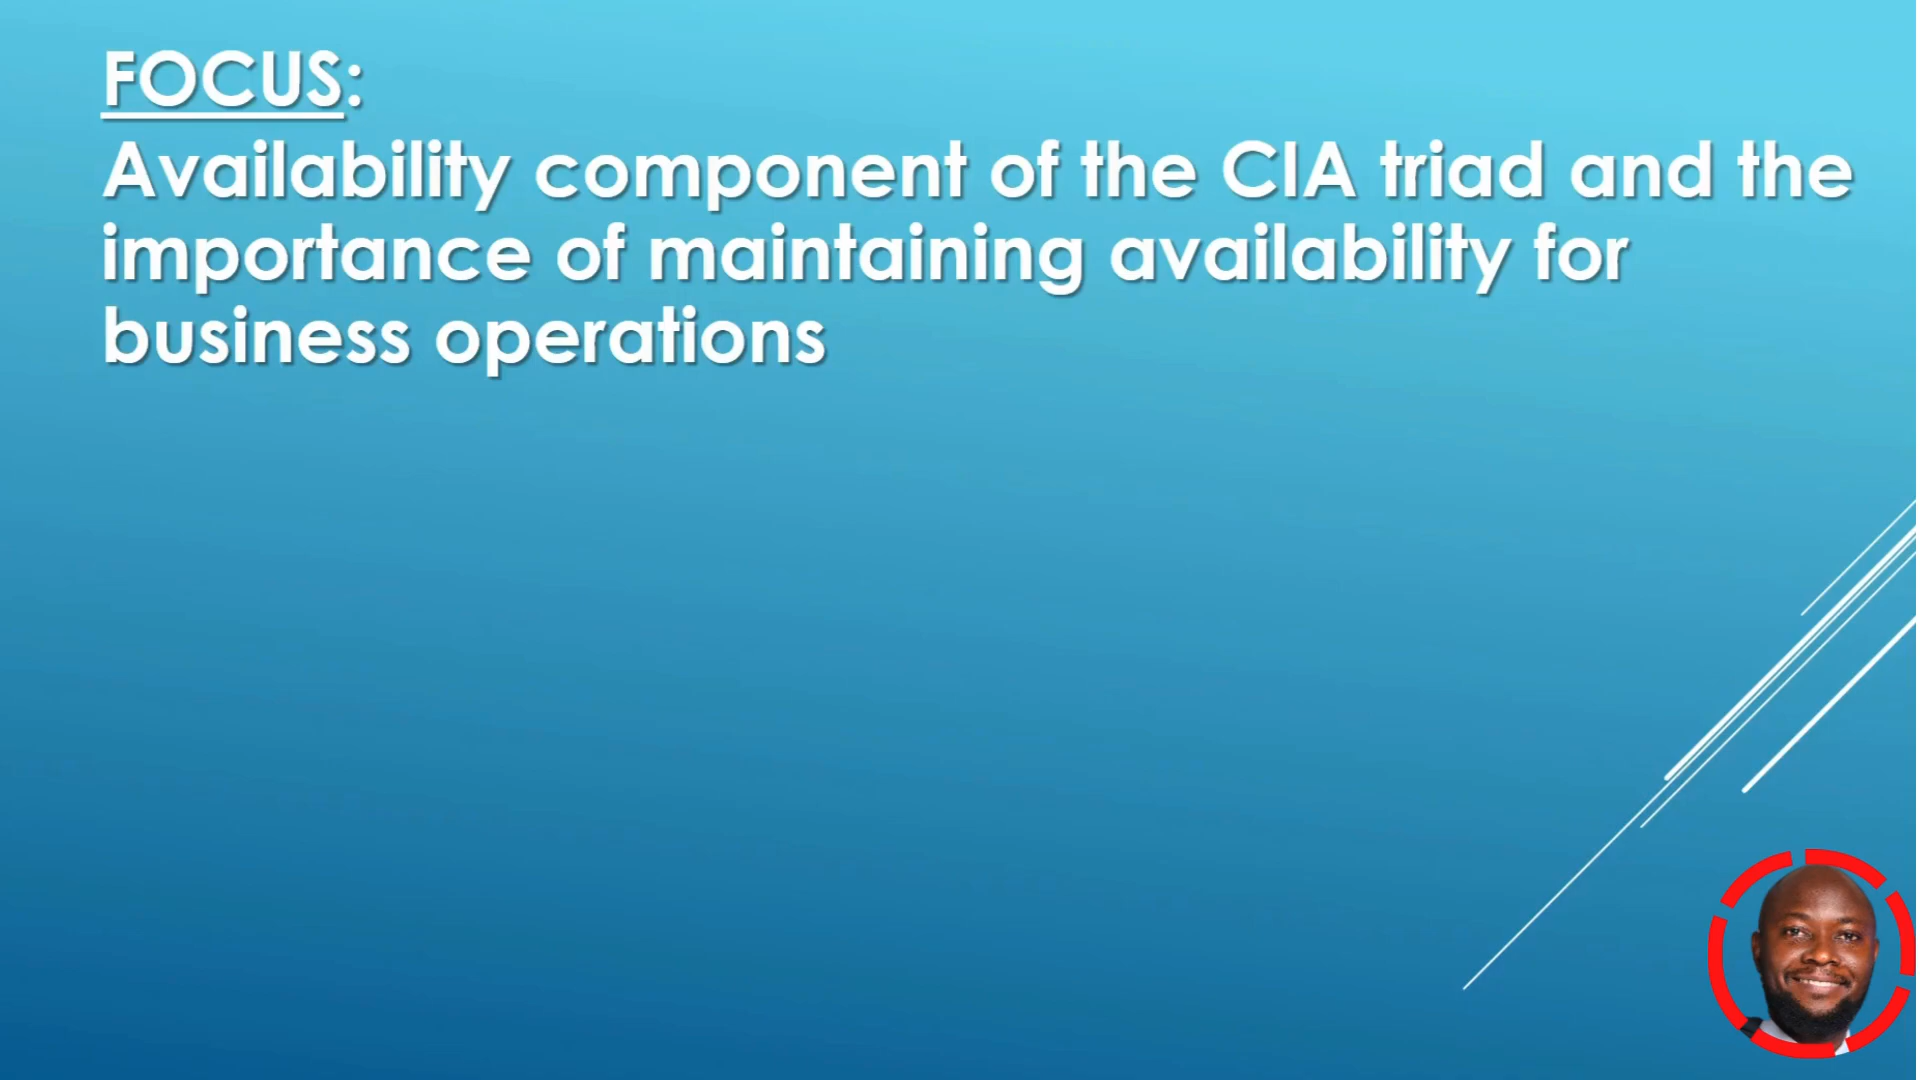 FOCUS:
Availability component of the CIA triad and the
importance of maintaining availability for
business operations